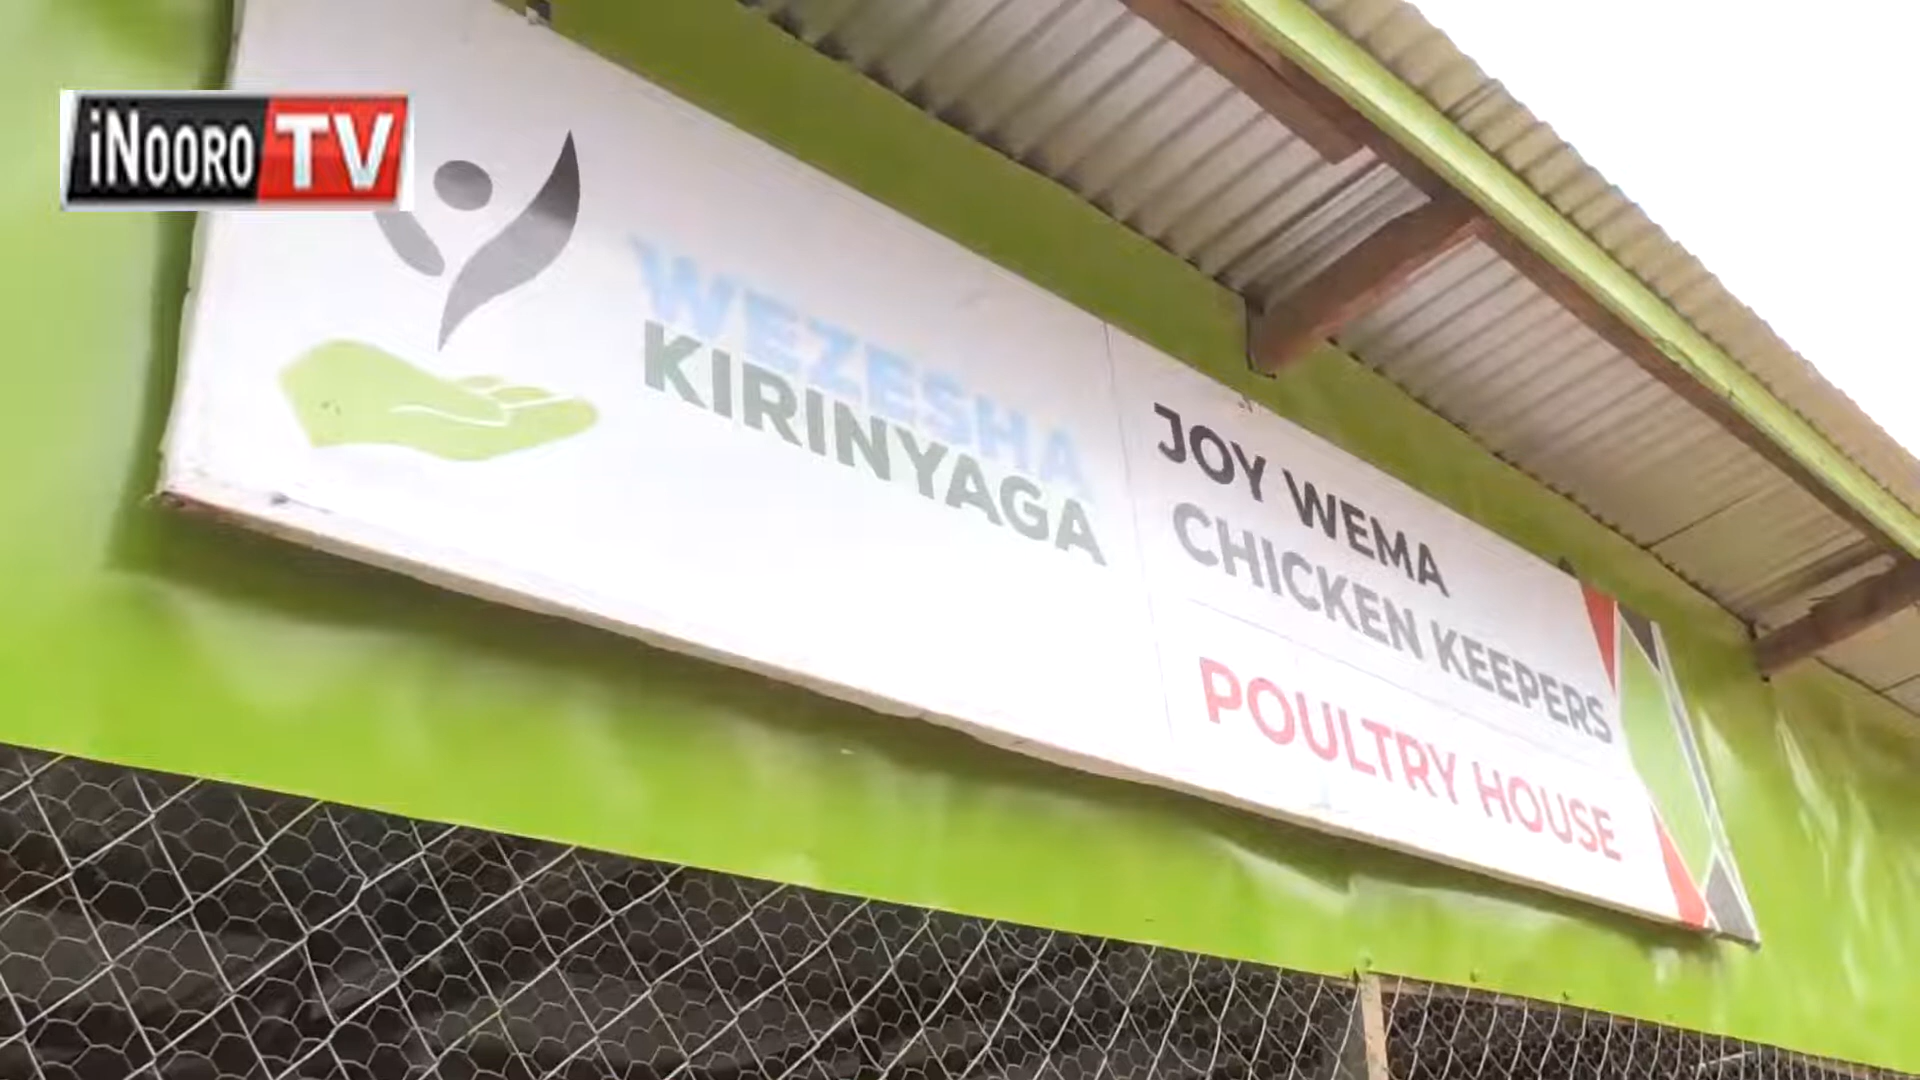 iNOORO TV
WEZESHA
KIRINYAGA
JOY WEMA
CHICKEN KEEPERS
POULTRY HOUSE